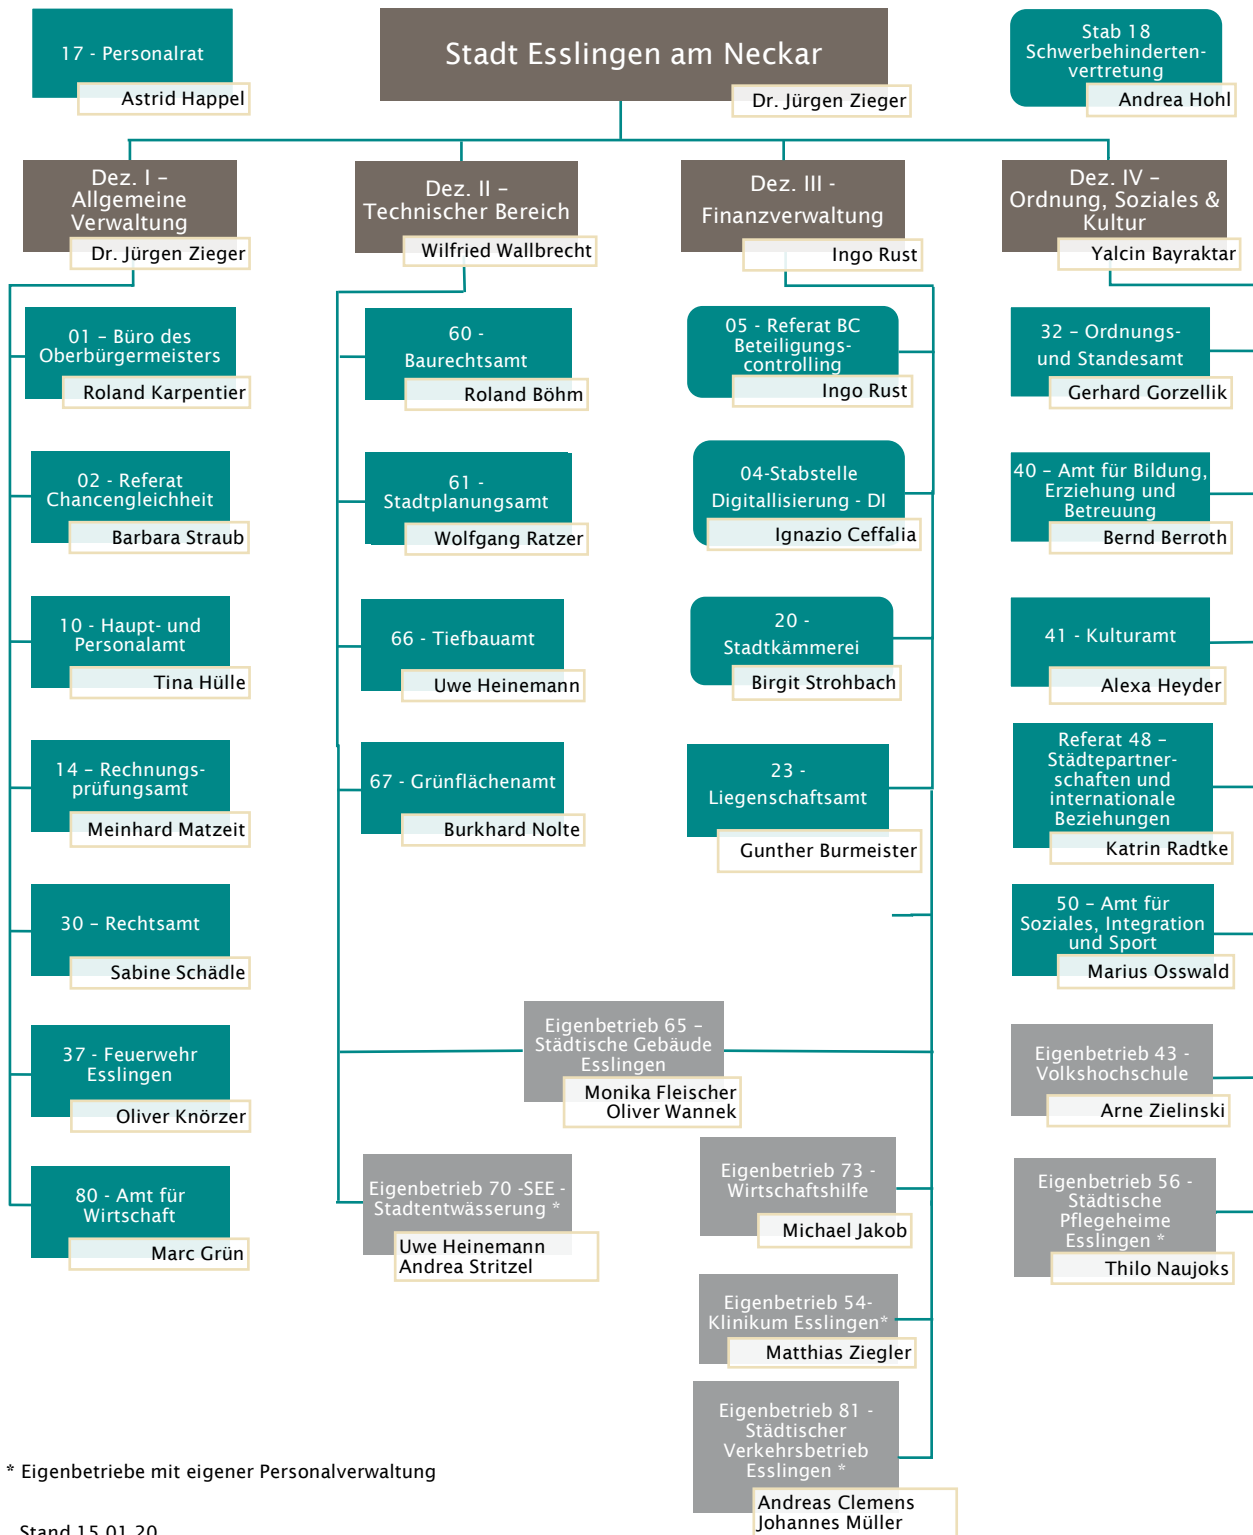 17 - Personalrat
Astrid Happel
Stadt Esslingen am Neckar
Dr. Jürgen Zieger
Stab 18
Schwerbehinderten-
vertretung
Andrea Hohl
Dez. I –
Allgemeine
Verwaltung
Dr. Jürgen Zieger
Dez. II –
Technischer Bereich
Wilfried Wallbrecht
Dez. III -
Finanzverwaltung
Ingo Rust
Dez. IV –
Ordnung, Soziales &
Kultur
Yalcin Bayraktar
01 – Büro des
Oberbürgermeisters
Roland Karpentier
02 - Referat
Chancengleichheit
Barbara Straub
10 - Haupt- und
Personalamt
Tina Hülle
14 – Rechnungs-
prüfungsamt
Meinhard Matzeit
30 – Rechtsamt
Sabine Schädle
37 - Feuerwehr
Esslingen
Oliver Knörzer
80 - Amt für
Wirtschaft
Marc Grün
60 -
Baurechtsamt
Roland Böhm
61 -
Stadtplanungsamt
Wolfgang Ratzer
66 - Tiefbauamt
Uwe Heinemann
67 - Grünflächenamt
Burkhard Nolte
Eigenbetrieb 65 –
Städtische Gebäude
Esslingen
Monika Fleischer
Oliver Wannek
Eigenbetrieb 70 -SEE -
Stadtentwässerung *
Uwe Heinemann
Andrea Stritzel
05 - Referat BC
Beteiligungs-
controlling
Ingo Rust
04-Stabstelle
Digitallisierung - DI
Ignazio Ceffalia
20 -
Stadtkämmerei
Birgit Strohbach
23 -
Liegenschaftsamt
Gunther Burmeister
Eigenbetrieb 73 -
Wirtschaftshilfe
Michael Jakob
Eigenbetrieb 54-
Klinikum Esslingen*
Matthias Ziegler
Eigenbetrieb 81 -
Städtischer
Verkehrsbetrieb
Esslingen *
Andreas Clemens
Johannes Müller
32 – Ordnungs-
und Standesamt
Gerhard Gorzellik
40 – Amt für Bildung,
Erziehung und
Betreuung
Bernd Berroth
41 - Kulturamt
Alexa Heyder
Referat 48 –
Städtepartner-
schaften und
internationale
Beziehungen
Katrin Radtke
50 – Amt für
Soziales, Integration
und Sport
Marius Osswald
Eigenbetrieb 43 -
Volkshochschule
Arne Zielinski
Eigenbetrieb 56 -
Städtische
Pflegeheime
Esslingen *
Thilo Naujoks
* Eigenbetriebe mit eigener Personalverwaltung
Stand 15.01.20